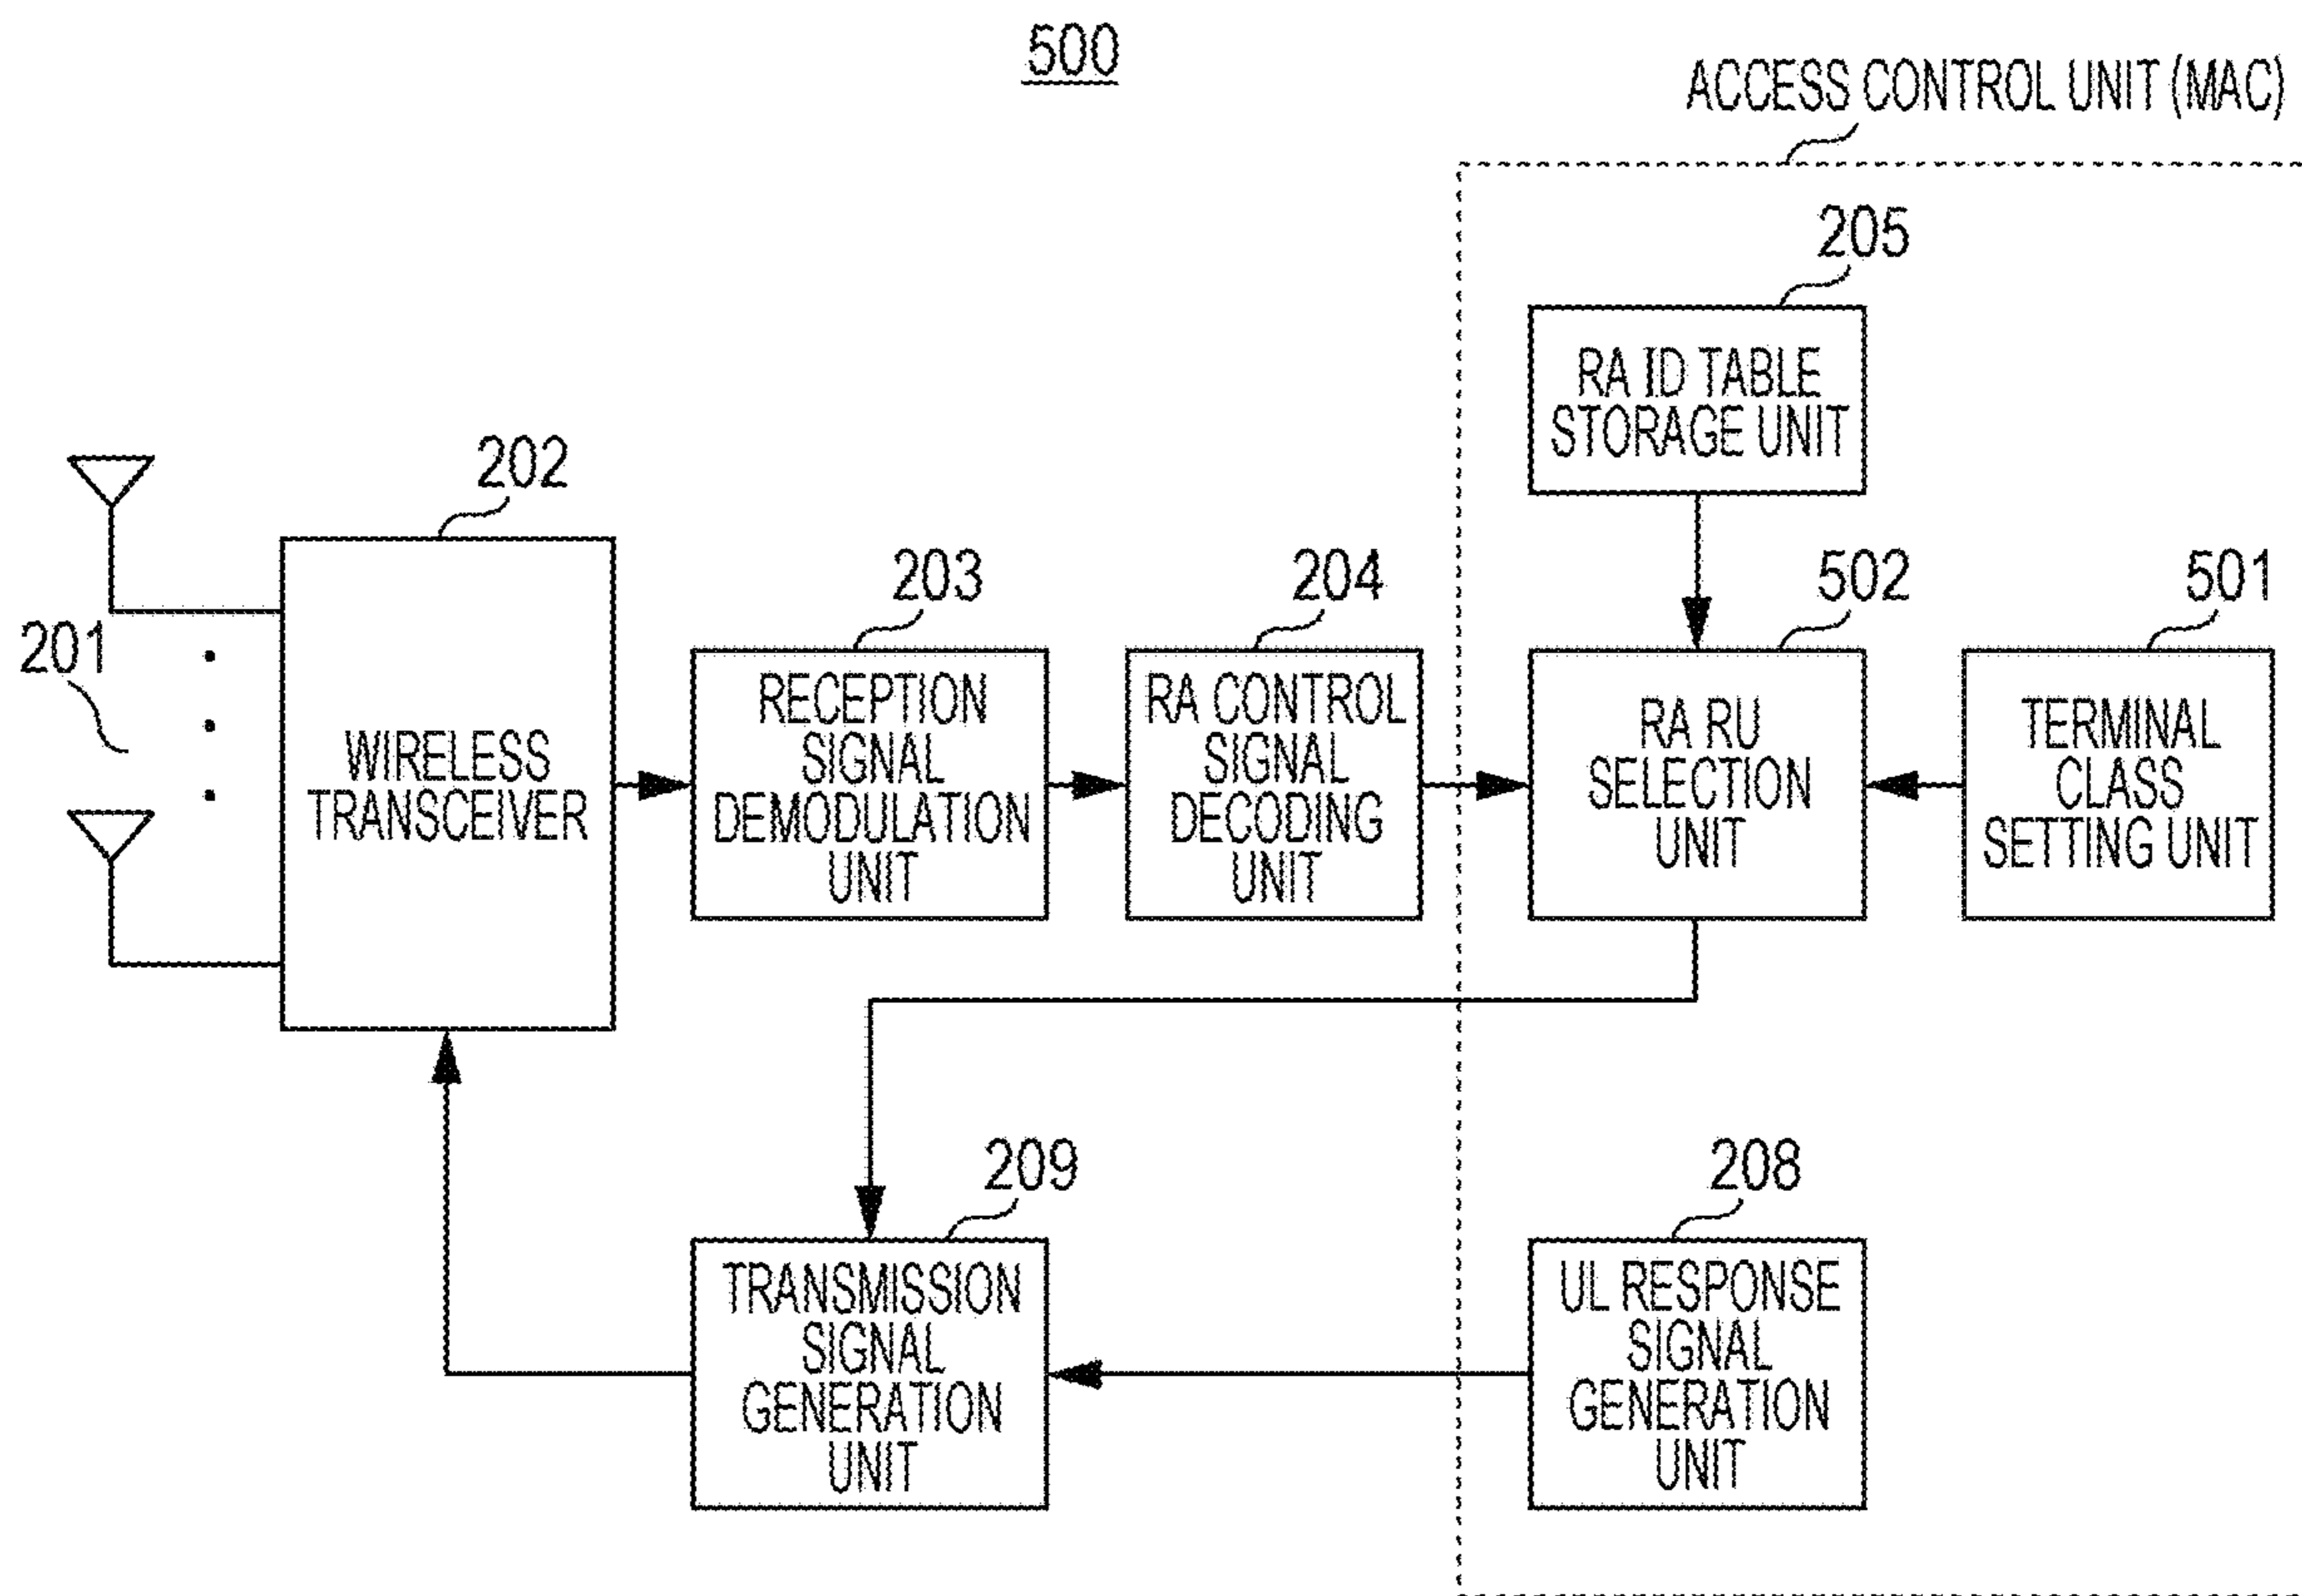 500
ACCESS CONTROL UNIT (MAC)
205
RA ID TABLE
STORAGE UNIT
202
203
204
502
501
201
WIRELESS
TRANSCEIVER
RECEPTION
SIGNAL
DEMODULATION
UNIT
RA CONTROL
SIGNAL
DECODING
UNIT
RA RU
SELECTION
UNIT
TERMINAL
CLASS
SETTING UNIT
209
208
TRANSMISSION
SIGNAL
GENERATION
UNIT
UL RESPONSE
SIGNAL
GENERATION
UNIT